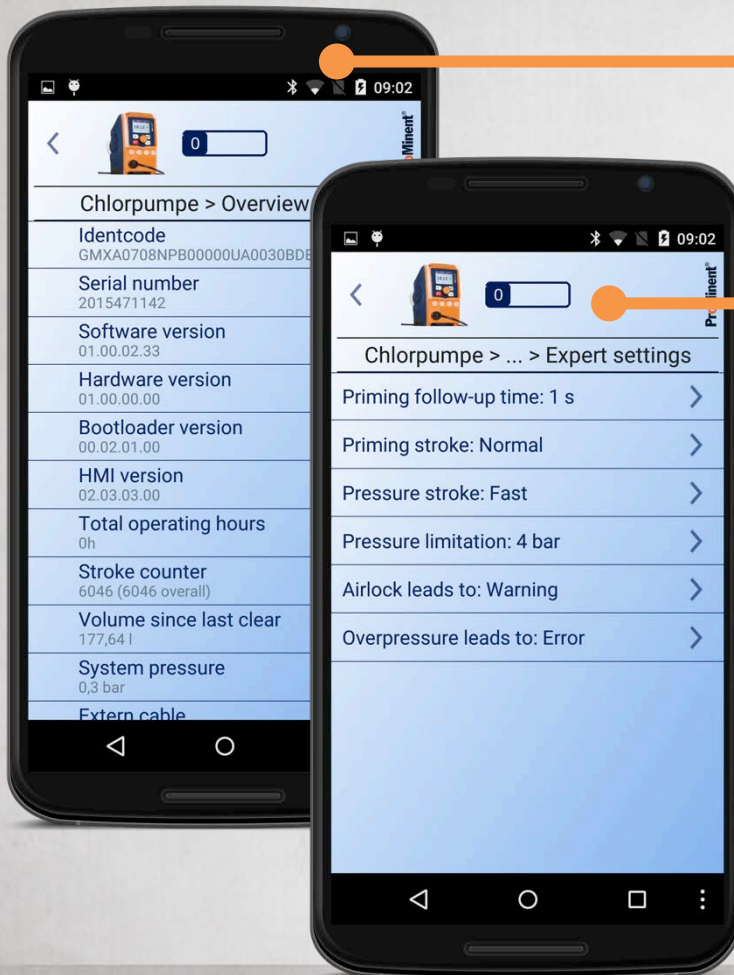 09:02
0
Chlorpumpe > Overview
Identcode
GMXA0708NPB00000UA0030BDE
Serial number
2015471142
Software version
01.00.02.33
Hardware version
01.00.00.00
Bootloader version
00.02.01.00
HMI version
02.03.03.00
Total operating hours
0h
Stroke counter
6046 (6046 overall)
Volume since last clear
177,64 l
System pressure
0,3 bar
Extern cable
09:02
0
ProMinent®
Chlorpumpe > ... > Expert settings
Priming follow-up time: 1 s
Priming stroke: Normal
Pressure stroke: Fast
Pressure limitation: 4 bar
Airlock leads to: Warning
Overpressure leads to: Error